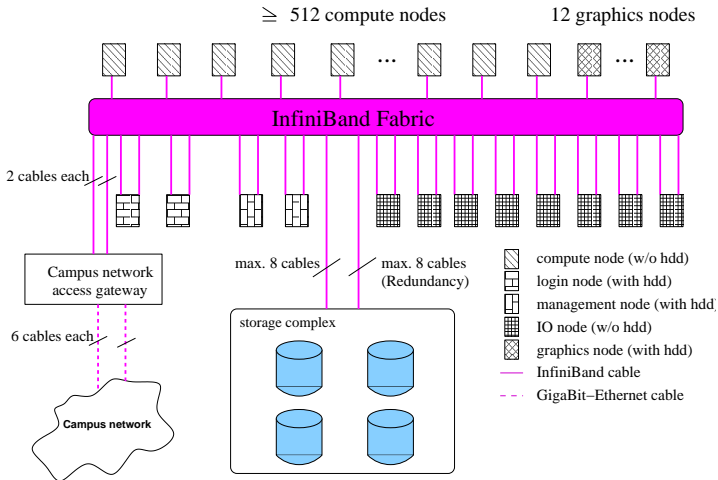 ≥ 512 compute nodes
12 graphics nodes
...
...
InfiniBand Fabric
2 cables each
Campus network
access gateway
max. 8 cables
max. 8 cables
(Redundancy)
6 cables each
storage complex
Campus network
compute node (w/o hdd)
login node (with hdd)
management node (with hdd)
IO node (w/o hdd)
graphics node (with hdd)
InfiniBand cable
GigaBit−Ethernet cable